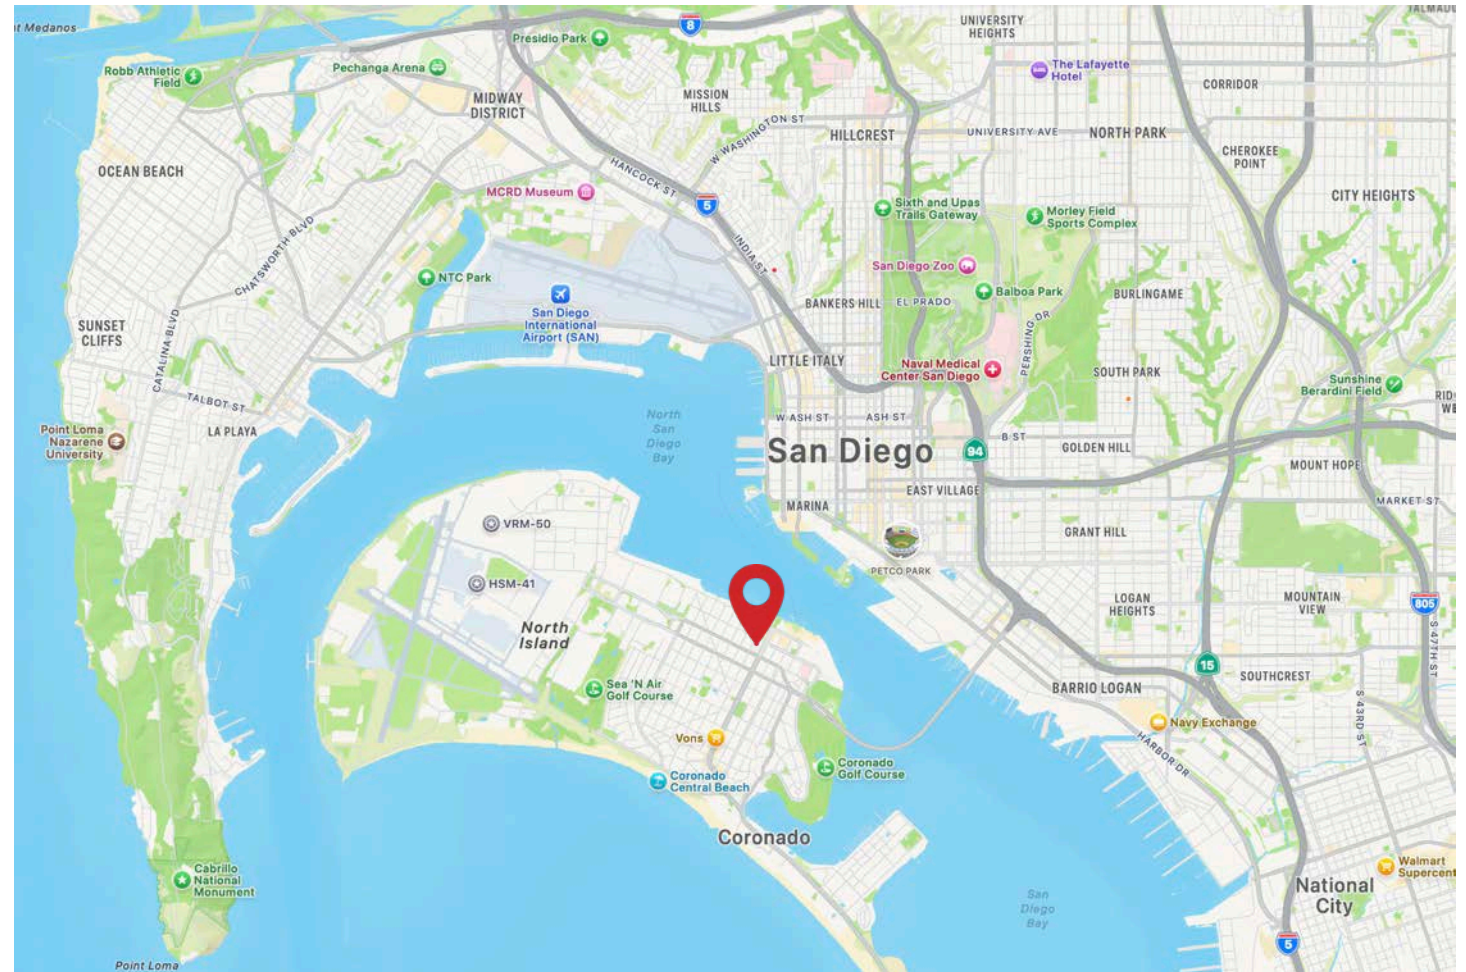 nt Medanos
Presidio Park
8
UNIVERSITY
HEIGHTS
TALMADG
Robb Athletic
Field
Pechanga Arena
The Lafayette
Hotel
MIDWAY
DISTRICT
MISSION
HILLS
CORRIDOR
W WASHINGTON ST
HILLCREST
UNIVERSITY AVE
NORTH PARK
CHEROKEE
POINT
OCEAN BEACH
HANCOCK ST
MCRD Museum
5
Sixth and Upas
Trails Gateway
Morley Field
Sports Complex
CITY HEIGHTS
CHATSWORTH BLVD
INDIA ST
NTC Park
San Diego Zoo
Balboa Park
San Diego
International
Airport (SAN)
BANKERS HILL
EL PRADO
BURLINGAME
SUNSET
CLIFFS
CATALINA BLVD
PERSHING DR
LITTLE ITALY
Naval Medical
Center San Diego
SOUTH PARK
Sunshine
Berardini Field
RID
WE
TALBOT ST
LA PLAYA
North
San
Diego
Bay
W ASH ST
ASH ST
Point Loma
Nazarene
University
San Diego
94
B ST
GOLDEN HILL
MOUNT HOPE
EAST VILLAGE
MARINA
MARKET ST
VRM-50
GRANT HILL
PETCO PARK
HSM-41
LOGAN
HEIGHTS
MOUNTAIN
VIEW
805
North
Island
S 47TH ST
15
Sea 'N Air
Golf Course
BARRIO LOGAN
SOUTHCREST
S 43RD ST
Navy Exchange
Vons
HARBOR DR
Coronado
Golf Course
Coronado
Central Beach
Coronado
Cabrillo
National
Monument
San
Diego
Bay
Walmart
Supercent
National
City
5
Point Loma